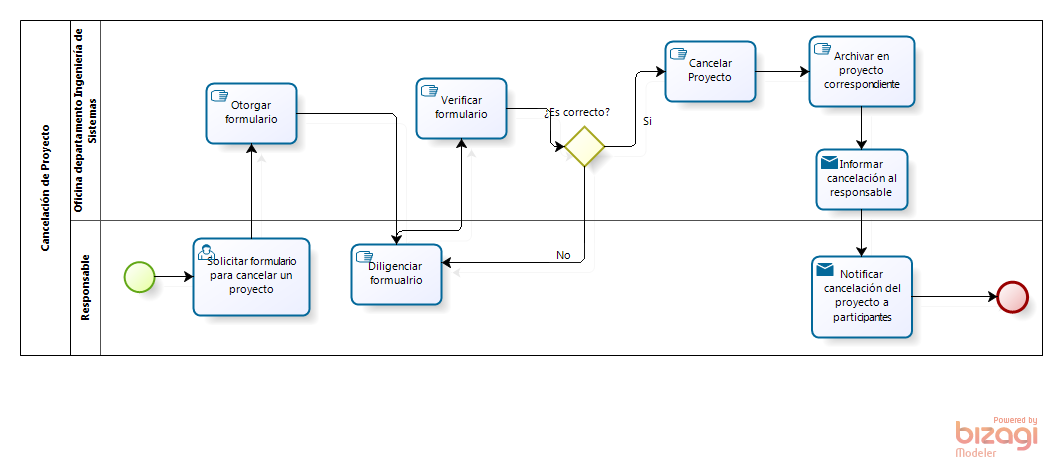 Cancelación de Proyecto
Oficina departamento Ingeniería de
Sistemas
Responsable
Solicitar formulario
para cancelar un
proyecto
Otorgar
formulario
Diligenciar
formualrio
Verificar
formulario
¿Es correcto?
Si
No
Cancelar
Proyecto
Archivar en
proyecto
correspondiente
Informar
cancelación al
responsable
Notificar
cancelación del
proyecto a
participantes
Powered by
bizagi
Modeler